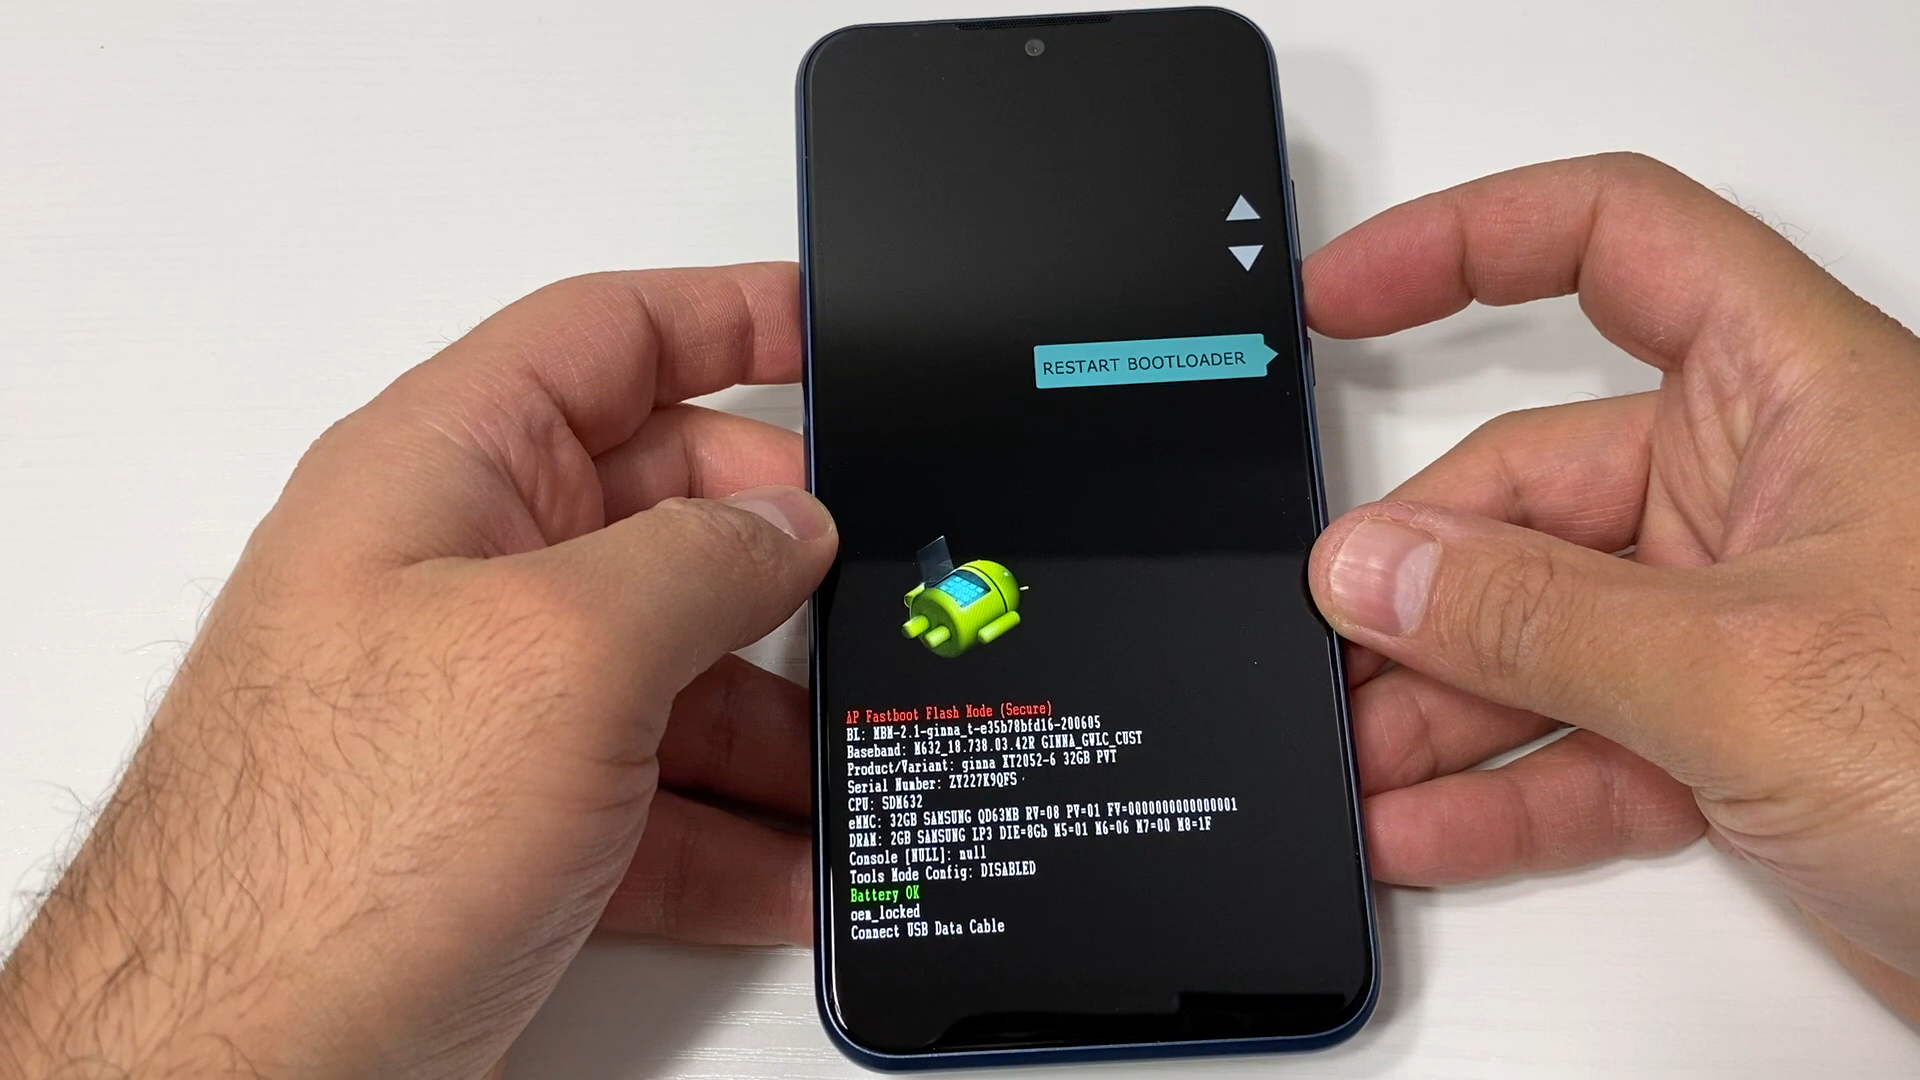 RESTART BOOTLOADER
AP Fastboot Flash Mode (Secure)
BL: MBM-2.1-ginna_t-e35b78bfd16-200605
Baseband: M632_18.738.03.42R GINNA_GWLC_CUST
Product/Variant: ginna XT2052-6 32GB PVT
Serial Number: ZY227K9QFS
CPU: SDM632
eMMC: 32GB SAMSUNG QD63MB RV=08 PV=01 FV=0000000000000001
DRAM: 2GB SAMSUNG LP3 DIE=8Gb M5=01 M6=06 M7=00 M8=1F
Console [NULL]: null
Tools Mode Config: DISABLED
Battery OK
oem_locked
Connect USB Data Cable